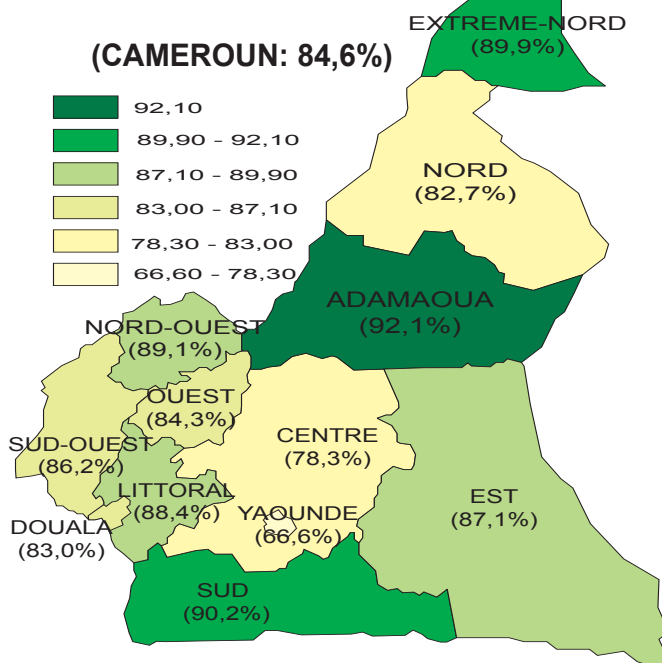 EXTREME-NORD
(89,9%)
(CAMEROUN: 84,6%)
92,10
89,90 - 92,10
87,10 - 89,90
83,00 - 87,10
78,30 - 83,00
66,60 - 78,30
NORD
(82,7%)
ADAMAOUA
(92,1%)
NORD-OUEST
(89,1%)
OUEST
(84,3%)
SUD-OUEST
(86,2%)
CENTRE
(78,3%)
LITTORAL
(88,4%)
EST
(87,1%)
DOUALA
(83,0%)
YAOUNDE
(66,6%)
SUD
(90,2%)